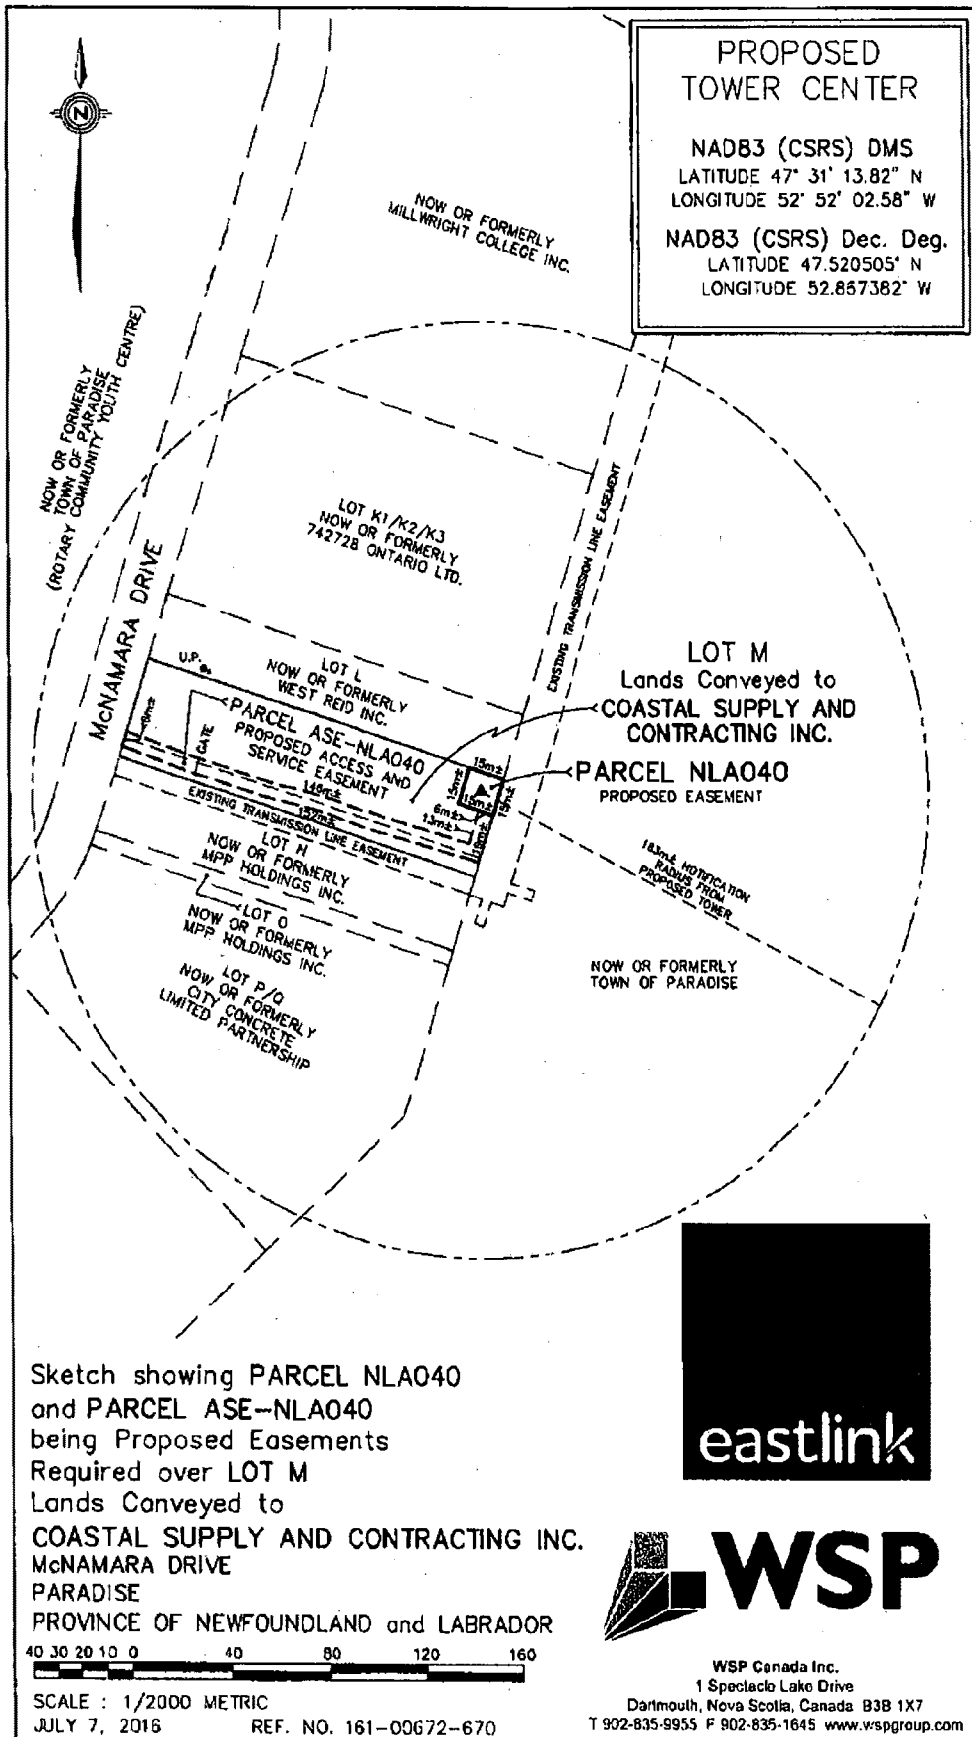 PROPOSED
TOWER CENTER
NAD83 (CSRS) DMS
LATITUDE 47° 31' 13.82" N
LONGITUDE 52° 52' 02.58" W
NAD83 (CSRS) Dec. Deg.
LATITUDE 47.520505° N
LONGITUDE 52.867382° W
N
NOW OR FORMERLY
MILLWRIGHT COLLEGE INC.
NOW OR FORMERLY
TOWN OF PARADISE
(ROTARY COMMUNITY YOUTH CENTRE)
McNAMARA DRIVE
LOT K1/K2/K3
NOW OR FORMERLY
742728 ONTARIO LTD.
EXISTING TRANSMISSION LINE EASEMENT
U.P.
LOT L
NOW OR FORMERLY
WEST REID INC.
LOT M
Lands Conveyed to
COASTAL SUPPLY AND
CONTRACTING INC.
PARCEL ASE-NLA040
PROPOSED ACCESS AND
SERVICE EASEMENT
GATE
149m±
157m±
15m±
15m±
15m±
15m±
6m±
13m±
19m±
PARCEL NLA040
PROPOSED EASEMENT
EXISTING TRANSMISSION LINE EASEMENT
LOT N
NOW OR FORMERLY
MPP HOLDINGS INC.
LOT O
NOW OR FORMERLY
MPP HOLDINGS INC.
LOT P/Q
NOW OR FORMERLY
CITY CONCRETE
LIMITED PARTNERSHIP
183m± NOTIFICATION
RADIUS FROM
PROPOSED TOWER
NOW OR FORMERLY
TOWN OF PARADISE
Sketch showing PARCEL NLA040
and PARCEL ASE-NLA040
being Proposed Easements
Required over LOT M
Lands Conveyed to
COASTAL SUPPLY AND CONTRACTING INC.
McNAMARA DRIVE
PARADISE
PROVINCE OF NEWFOUNDLAND and LABRADOR
40 30 20 10 0 40 80 120 160
SCALE : 1/2000 METRIC
JULY 7, 2016 REF. NO. 161-00672-670
eastlink
WSP
WSP Canada Inc.
1 Spectacle Lake Drive
Dartmouth, Nova Scotia, Canada B3B 1X7
T 902-835-9955 F 902-835-1645 www.wspgroup.com